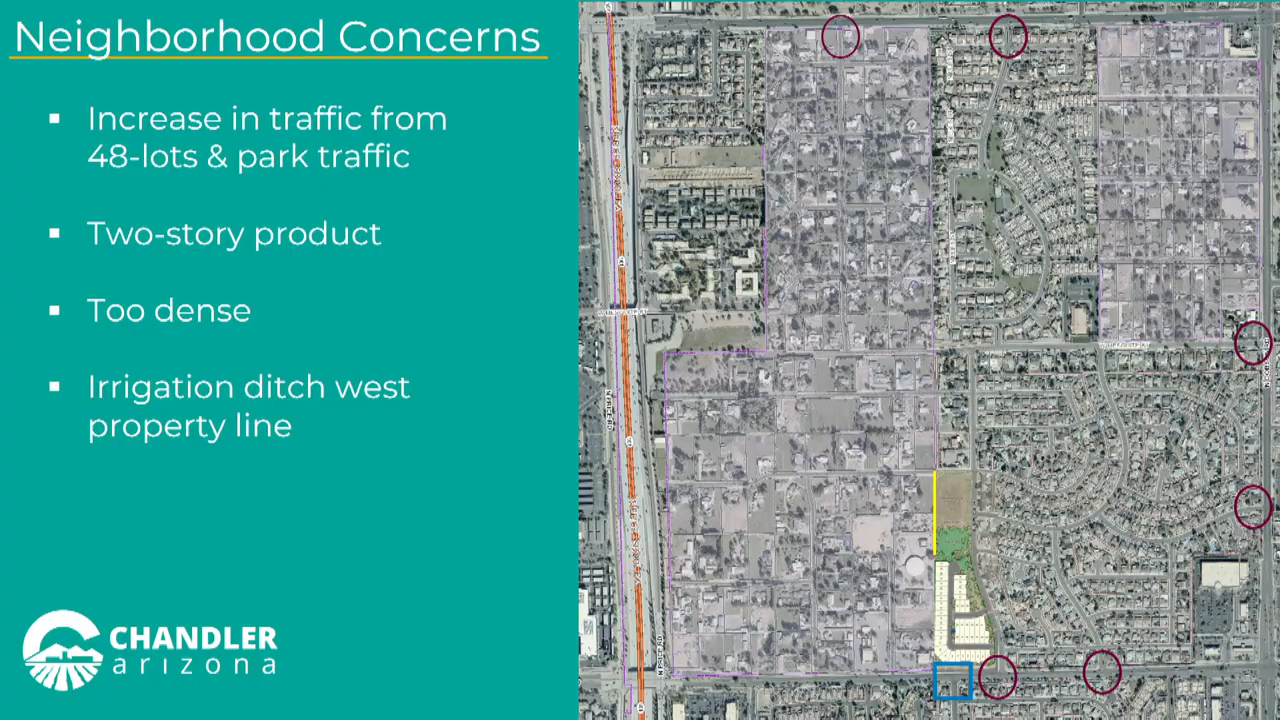 Neighborhood Concerns
▪ Increase in traffic from
48-lots & park traffic
▪ Two-story product
▪ Too dense
▪ Irrigation ditch west
property line
CHANDLER
arizona